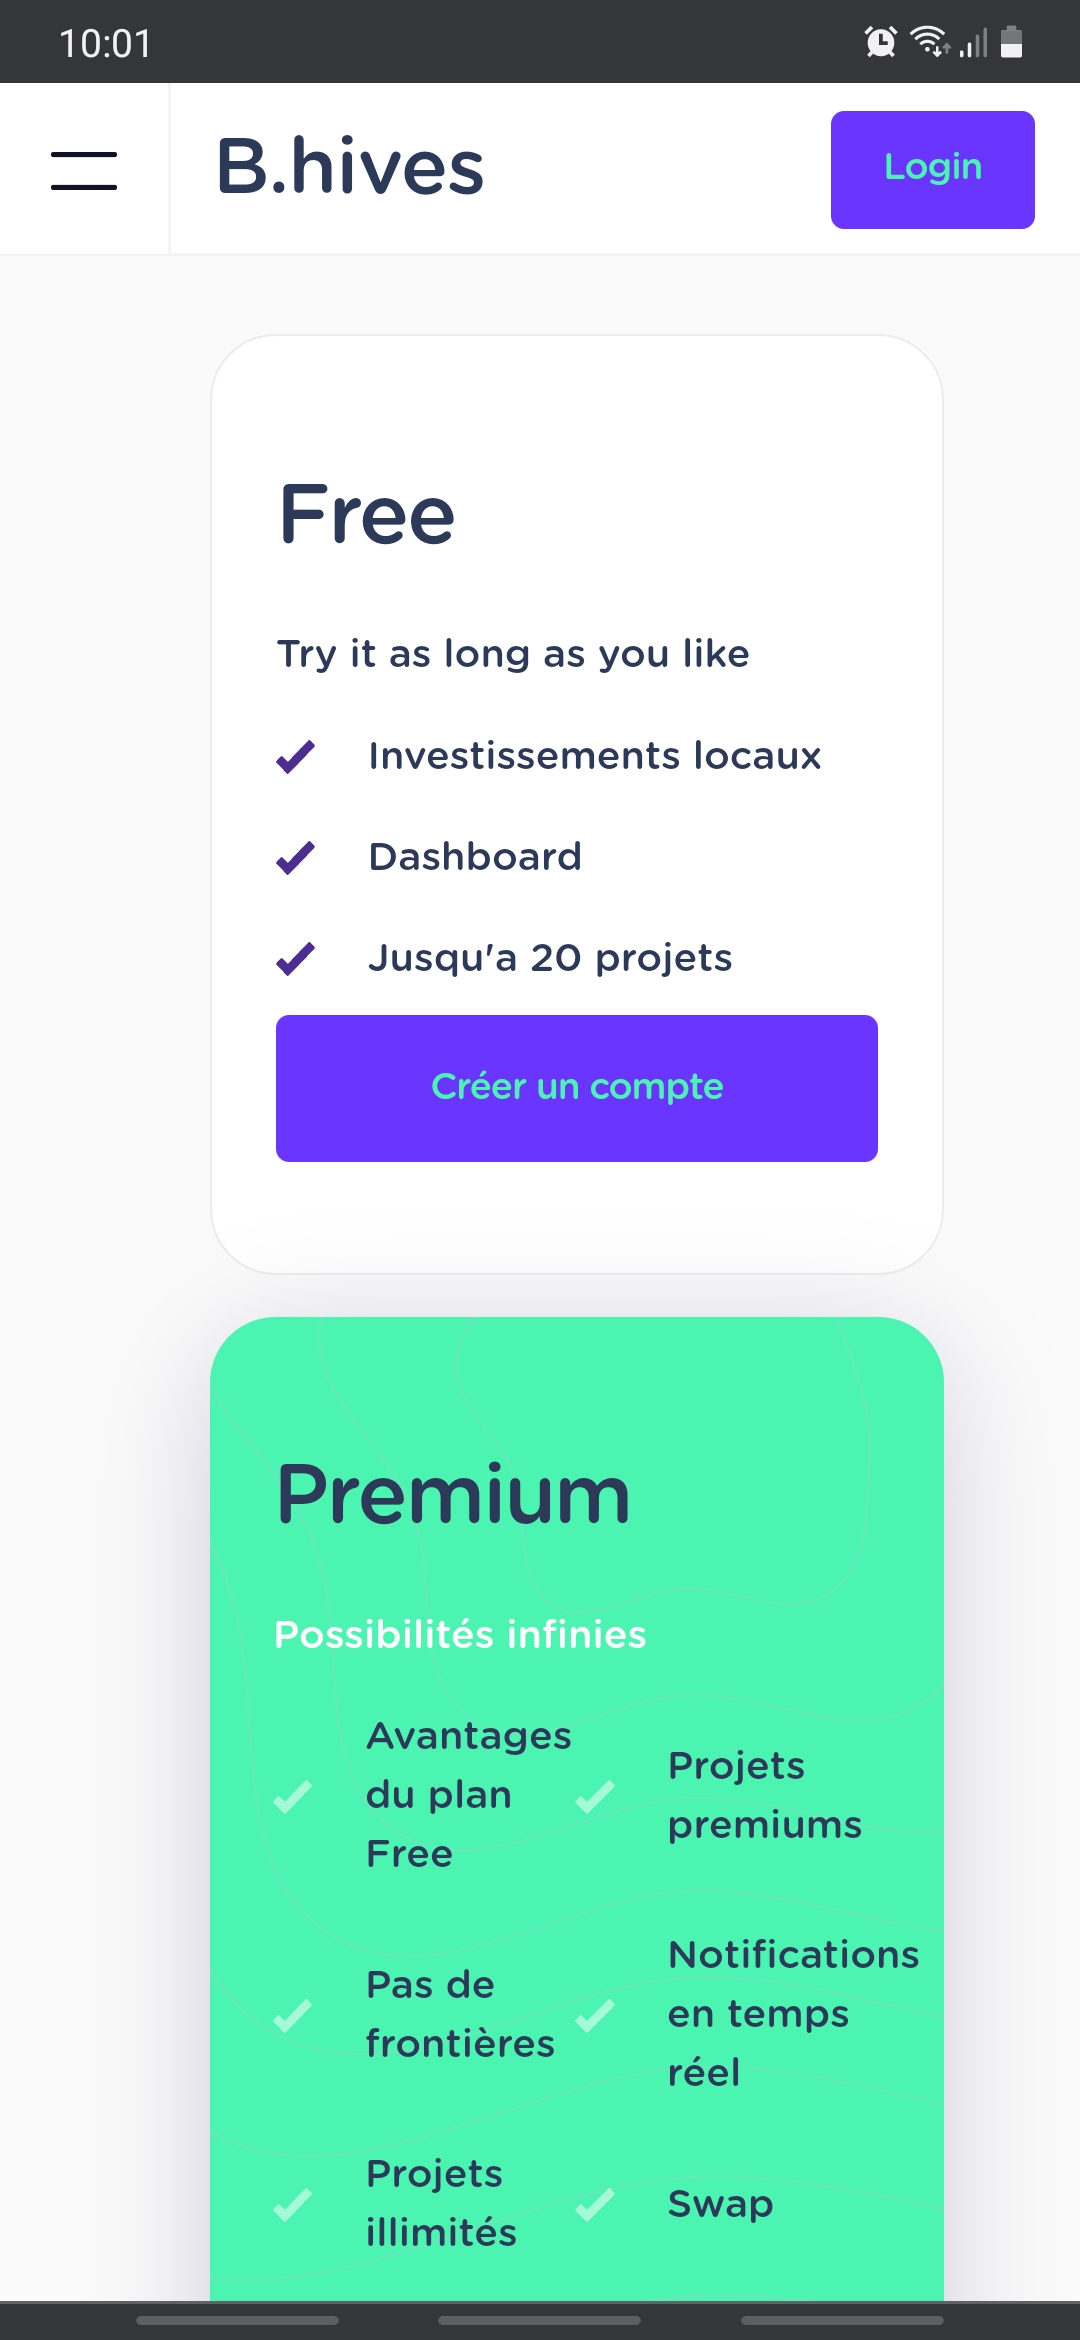 10:01
B.hives
Login
Free
Try it as long as you like
Investissements locaux
Dashboard
Jusqu'a 20 projets
Créer un compte
Premium
Possibilités infinies
Avantages
du plan
Free
Projets
premiums
Pas de
frontières
Notifications
en temps
réel
Projets
illimités
Swap